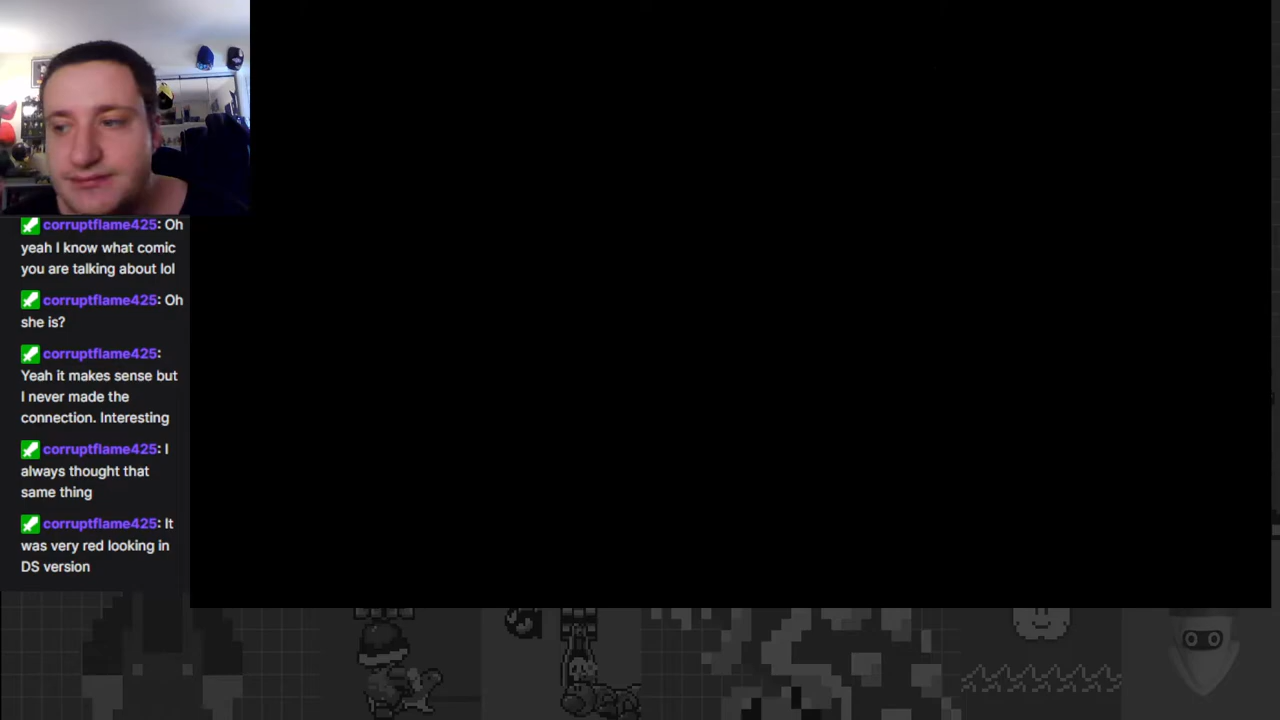 corruptflame425: Oh
yeah I know what comic
you are talking about lol
corruptflame425: Oh
she is?
corruptflame425:
Yeah it makes sense but
I never made the
connection. Interesting
corruptflame425: I
always thought that
same thing
corruptflame425: It
was very red looking in
DS version